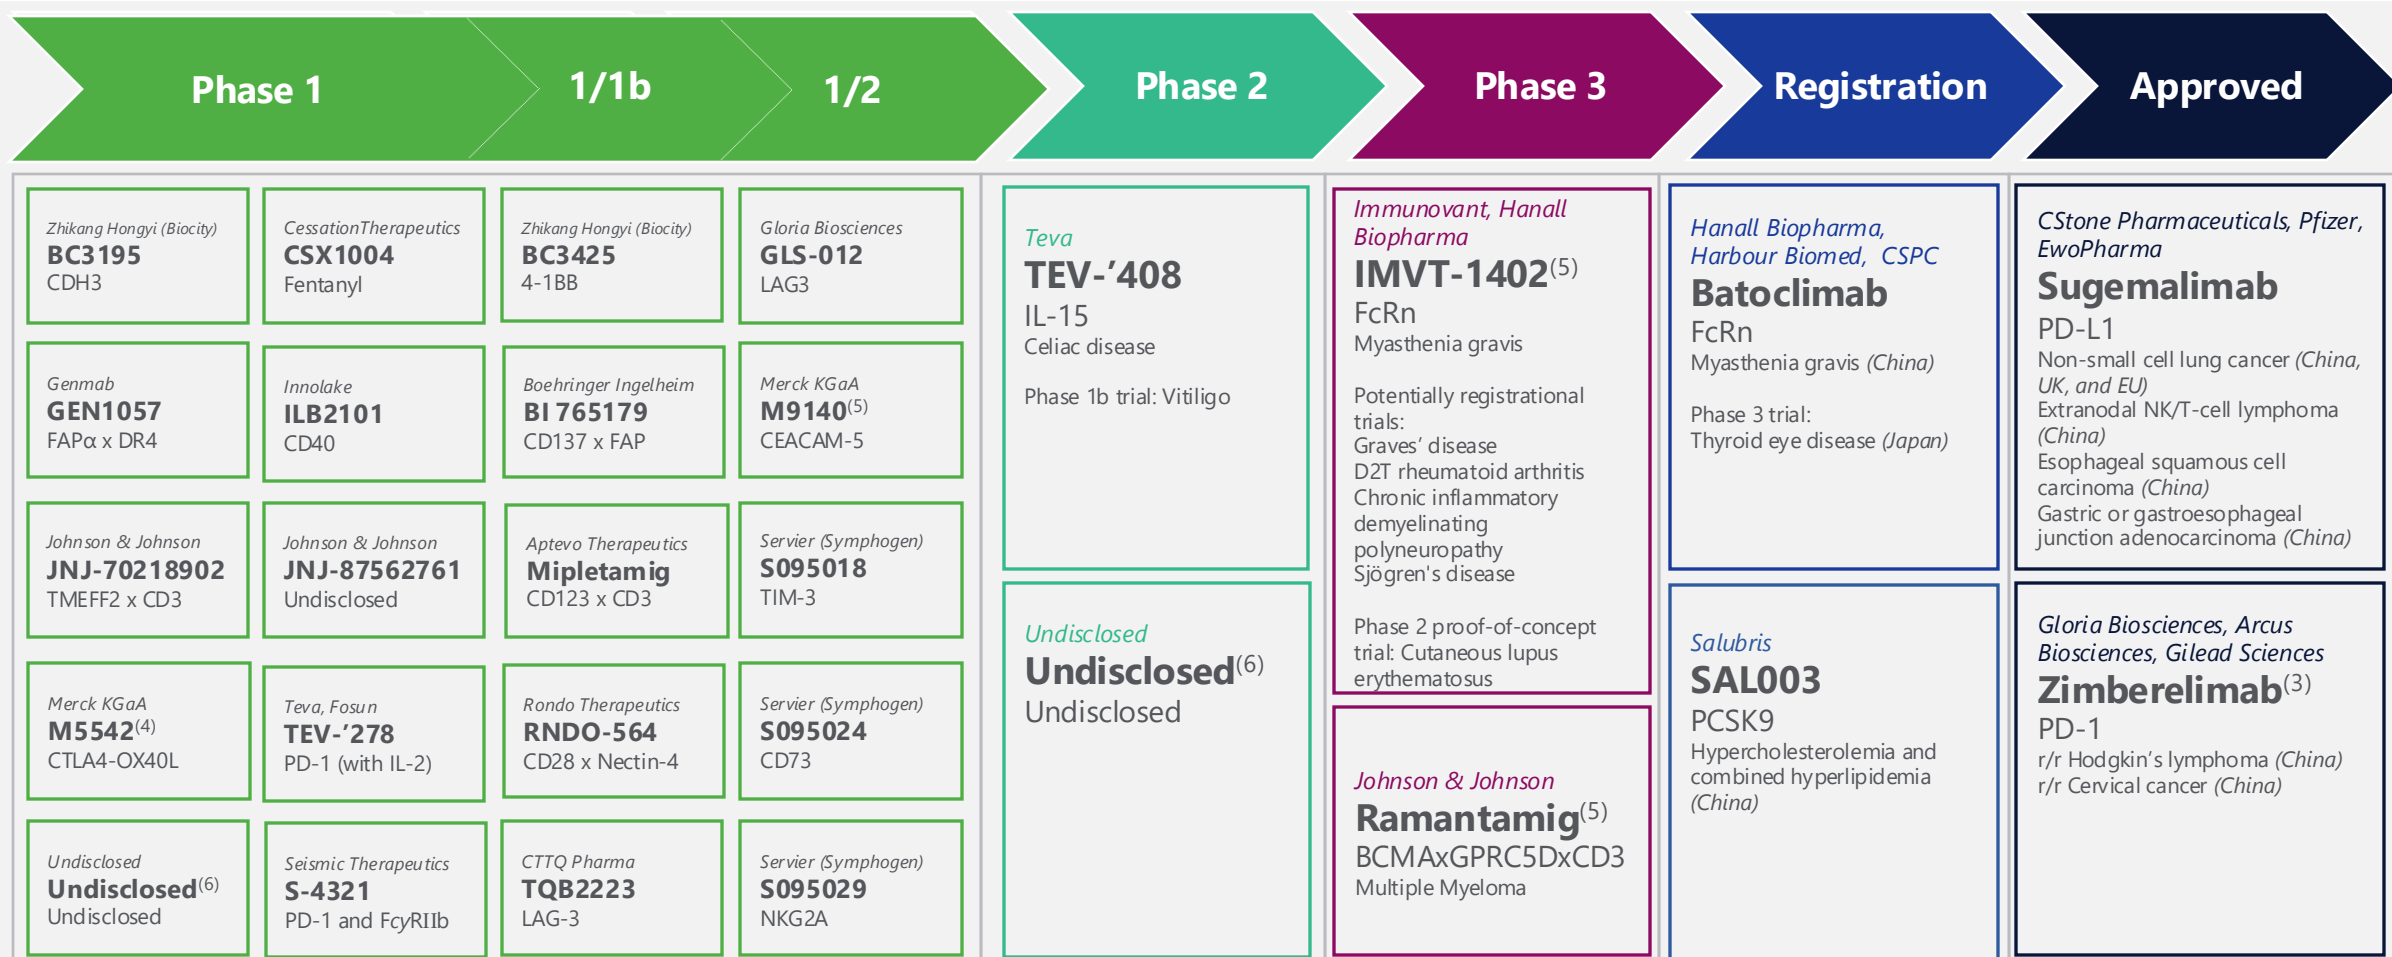 Phase 1
1/1b
1/2
Phase 2
Phase 3
Registration
Approved
Zhikang Hongyi (Biocity)
BC3195
CDH3
CessationTherapeutics
CSX1004
Fentanyl
Zhikang Hongyi (Biocity)
BC3425
4-1BB
Gloria Biosciences
GLS-012
LAG3
Genmab
GEN1057
FAPα x DR4
Innolake
ILB2101
CD40
Boehringer Ingelheim
BI 765179
CD137 x FAP
Merck KGaA
M9140(5)
CEACAM-5
Johnson & Johnson
JNJ-70218902
TMEFF2 x CD3
Johnson & Johnson
JNJ-87562761
Undisclosed
Aptevo Therapeutics
Mipletamig
CD123 x CD3
Servier (Symphogen)
S095018
TIM-3
Merck KGaA
M5542(4)
CTLA4-OX40L
Teva, Fosun
TEV-’278
PD-1 (with IL-2)
Rondo Therapeutics
RNDO-564
CD28 x Nectin-4
Servier (Symphogen)
S095024
CD73
Undisclosed
Undisclosed(6)
Undisclosed
Seismic Therapeutics
S-4321
PD-1 and FcγRIIb
CTTQ Pharma
TQB2223
LAG-3
Servier (Symphogen)
S095029
NKG2A
Teva
TEV-’408
IL-15
Celiac disease
Phase 1b trial: Vitiligo
Undisclosed
Undisclosed(6)
Undisclosed
Immunovant, Hanall
Biopharma
IMVT-1402(5)
FcRn
Myasthenia gravis
Potentially registrational
trials:
Graves’ disease
D2T rheumatoid arthritis
Chronic inflammatory
demyelinating
polyneuropathy
Sjögren's disease
Phase 2 proof-of-concept
trial: Cutaneous lupus
erythematosus
Johnson & Johnson
Ramantamig(5)
BCMAxGPRC5DxCD3
Multiple Myeloma
Hanall Biopharma,
Harbour Biomed, CSPC
Batoclimab
FcRn
Myasthenia gravis (China)
Phase 3 trial:
Thyroid eye disease (Japan)
Salubris
SAL003
PCSK9
Hypercholesterolemia and
combined hyperlipidemia
(China)
CStone Pharmaceuticals, Pfizer,
EwoPharma
Sugemalimab
PD-L1
Non-small cell lung cancer (China,
UK, and EU)
Extranodal NK/T-cell lymphoma
(China)
Esophageal squamous cell
carcinoma (China)
Gastric or gastroesophageal
junction adenocarcinoma (China)
Gloria Biosciences, Arcus
Biosciences, Gilead Sciences
Zimberelimab(3)
PD-1
r/r Hodgkin’s lymphoma (China)
r/r Cervical cancer (China)